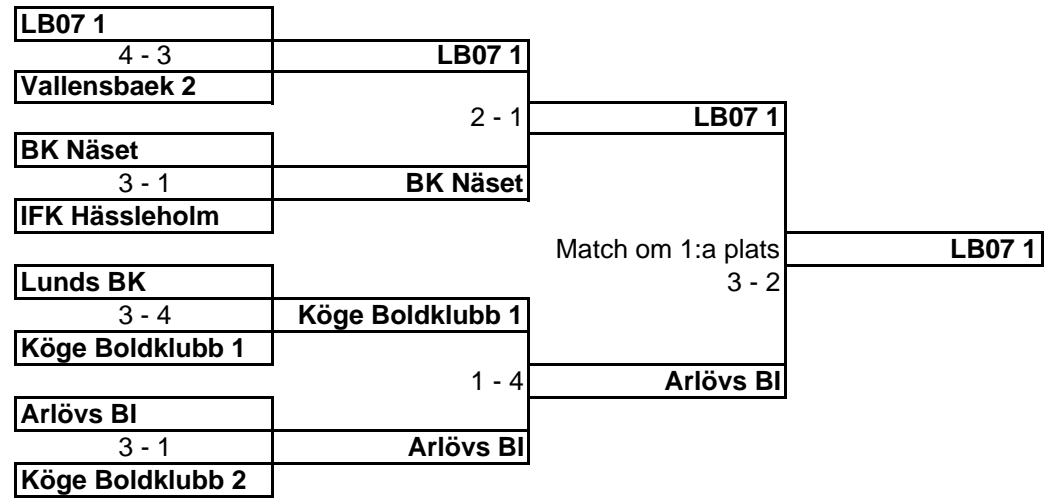 LB07 1
4 - 3
LB07 1
Vallensbaek 2
2 - 1
LB07 1
BK Näset
3 - 1
BK Näset
IFK Hässleholm
Match om 1:a plats
LB07 1
Lunds BK
3 - 2
3 - 4
Köge Boldklubb 1
Köge Boldklubb 1
1 - 4
Arlövs BI
Arlövs BI
3 - 1
Arlövs BI
Köge Boldklubb 2